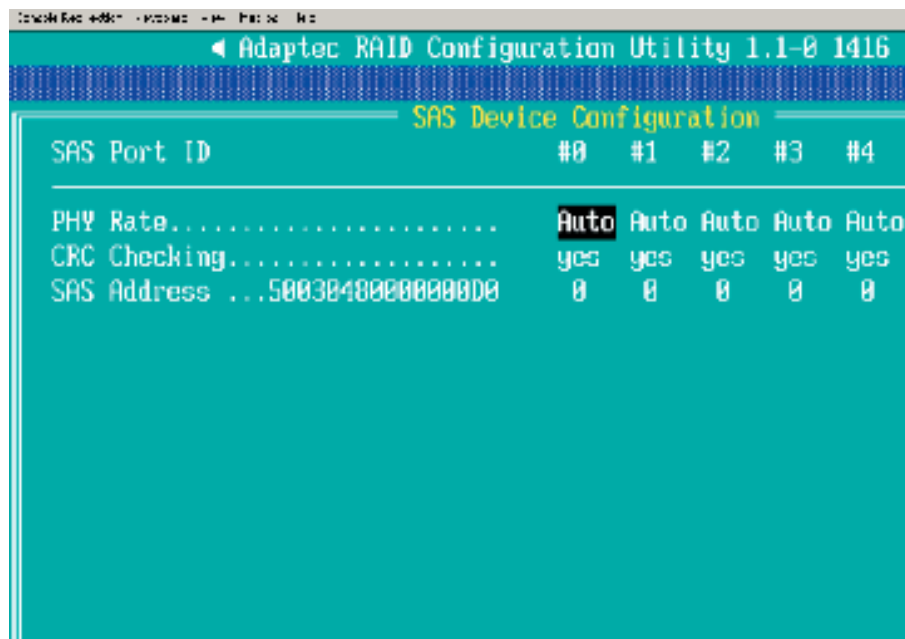 ◄ Adaptec RAID Configuration Utility 1.1-0 1416
SAS Device Configuration
SAS Port ID #0 #1 #2 #3 #4
PHY Rate....................... Auto Auto Auto Auto Auto
CRC Checking................... yes yes yes yes yes
SAS Address ...50030480000000D0 0 0 0 0 0